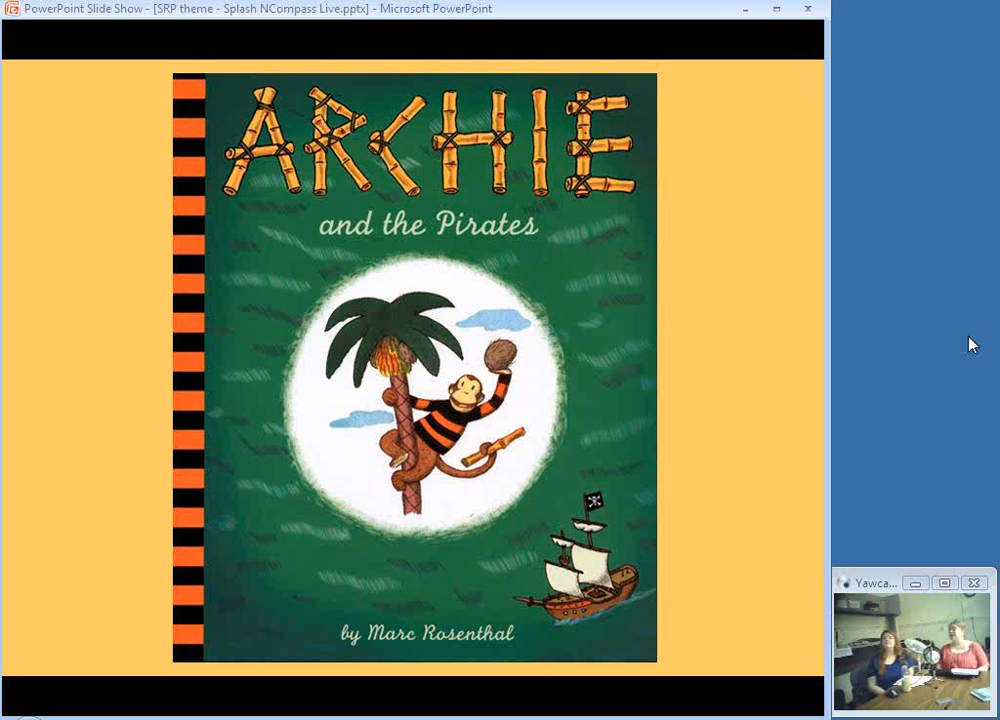 PowerPoint Slide Show - [SRP theme - Splash NCompass Live.pptx] - Microsoft PowerPoint
ARCHIE
and the Pirates
by Marc Rosenthal
Yawca...